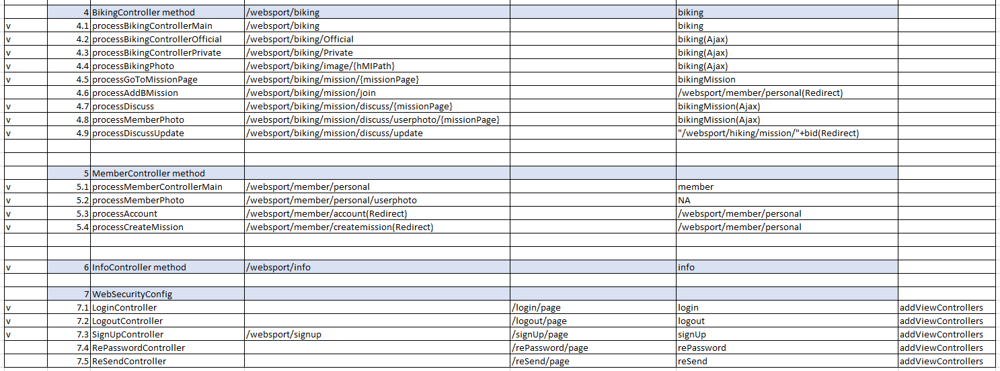 4 BikingController method /websport/biking biking
v 4.1 processBikingControllerMain /websport/biking biking
v 4.2 processBikingControllerOfficial /websport/biking/Official biking(Ajax)
v 4.3 processBikingControllerPrivate /websport/biking/Private biking(Ajax)
v 4.4 processBikingPhoto /websport/biking/image/{hMIPath} biking(Ajax)
v 4.5 processGoToMissionPage /websport/biking/mission/{missionPage} bikingMission
4.6 processAddBMission /websport/biking/mission/join /websport/member/personal(Redirect)
v 4.7 processDiscuss /websport/biking/mission/discuss/{missionPage} bikingMission(Ajax)
v 4.8 processMemberPhoto /websport/biking/mission/discuss/userphoto/{missionPage} bikingMission(Ajax)
v 4.9 processDiscussUpdate /websport/biking/mission/discuss/update "/websport/hiking/mission/"+bid(Redirect)
5 MemberController method
v 5.1 processMemberControllerMain /websport/member/personal member
v 5.2 processMemberPhoto /websport/member/personal/userphoto NA
v 5.3 processAccount /websport/member/account(Redirect) /websport/member/personal
v 5.4 processCreateMission /websport/member/createmission(Redirect) /websport/member/personal
v 6 InfoController method /websport/info info
7 WebSecurityConfig
v 7.1 LoginController /login/page login addViewControllers
v 7.2 LogoutController /logout/page logout addViewControllers
v 7.3 SignUpController /websport/signup /signUp/page signUp addViewControllers
7.4 RePasswordController /rePassword/page rePassword addViewControllers
7.5 ReSendController /reSend/page reSend addViewControllers